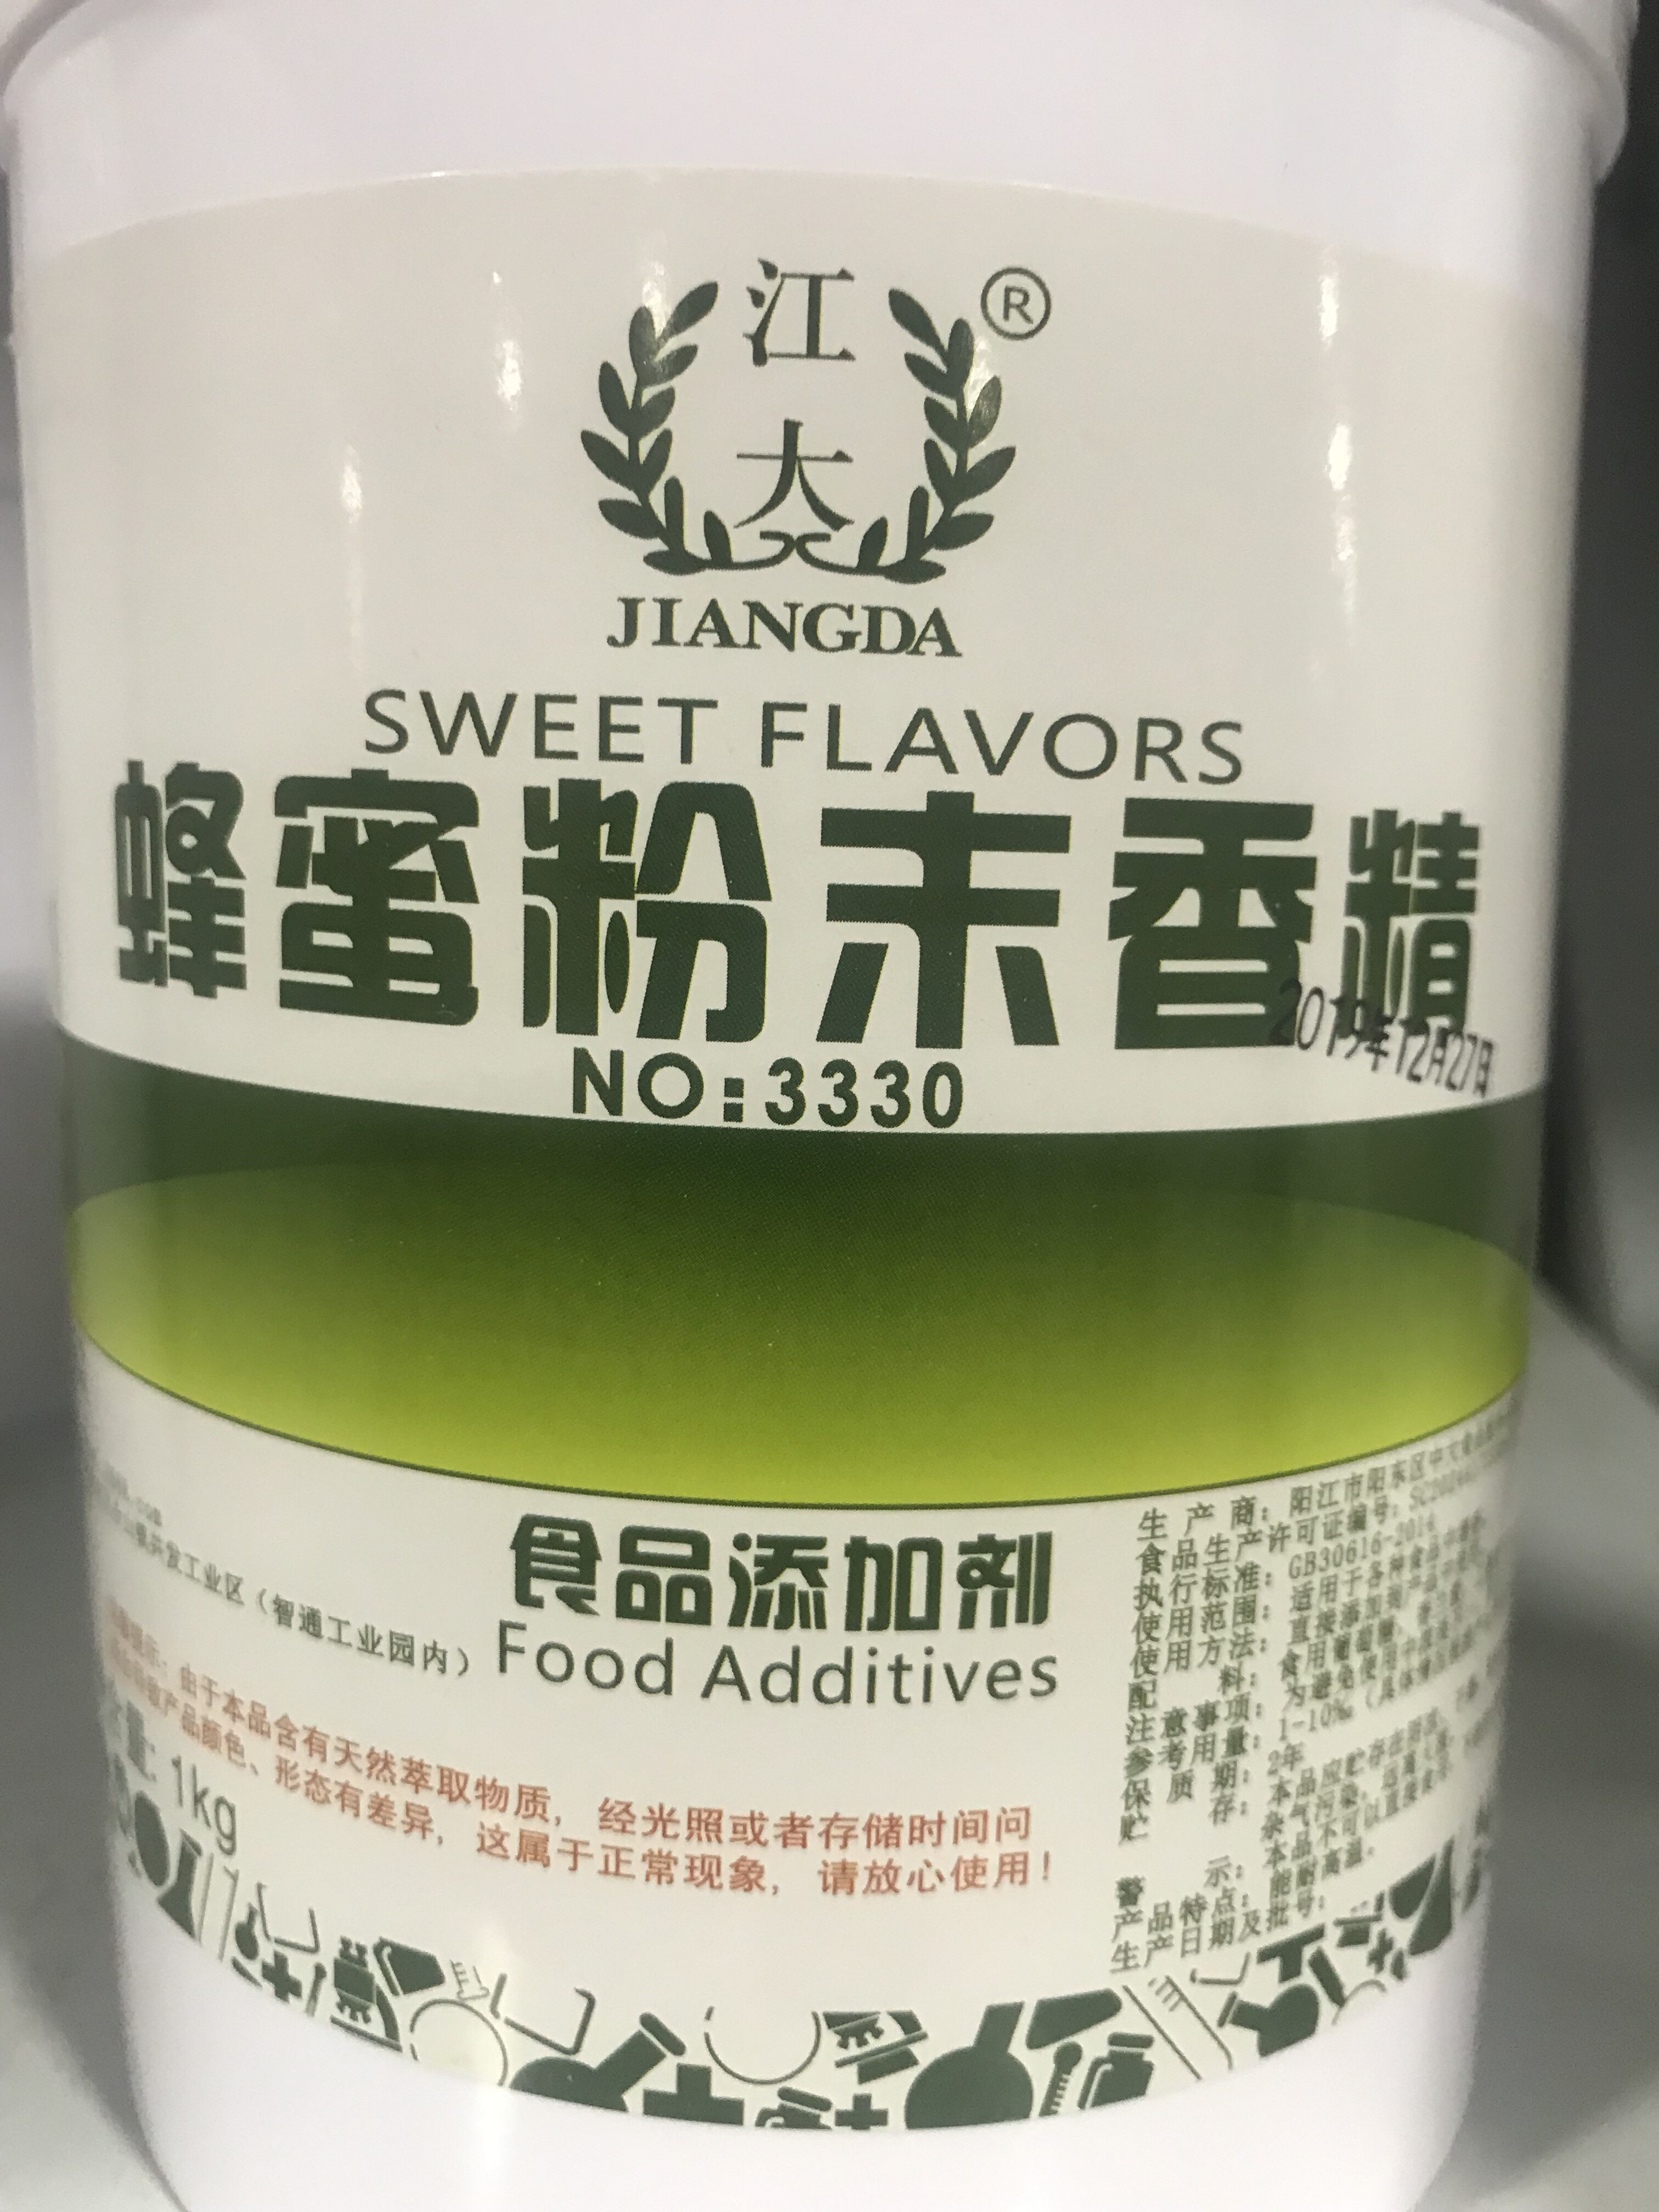 江
®
大
JIANGDA
SWEET FLAVORS
蜂蜜粉末香精
2019年12月27日
NO:3330
食品添加剂
Food Additives
发工业区（智通工业园内）
由于本品含有天然萃取物质，经光照或者存储时间问
产品颜色、形态有差异，这属于正常现象，请放心使用！
量：1kg
生产商：阳江市阳东区
食品生产许可证编号：
执行标准：GB30616-2014
使用范围：适用于各种食品
使用方法：直接添加到产品
配料：食用葡萄糖、
注意事项：为避免使用
参考用量：1-10‰（具体
保质期：2年
贮存：本品应贮存在阴凉、
杂气污染，远离火源。
警示：本品不可以直接食用。
产品特点：能耐高温。
生产日期及批号：